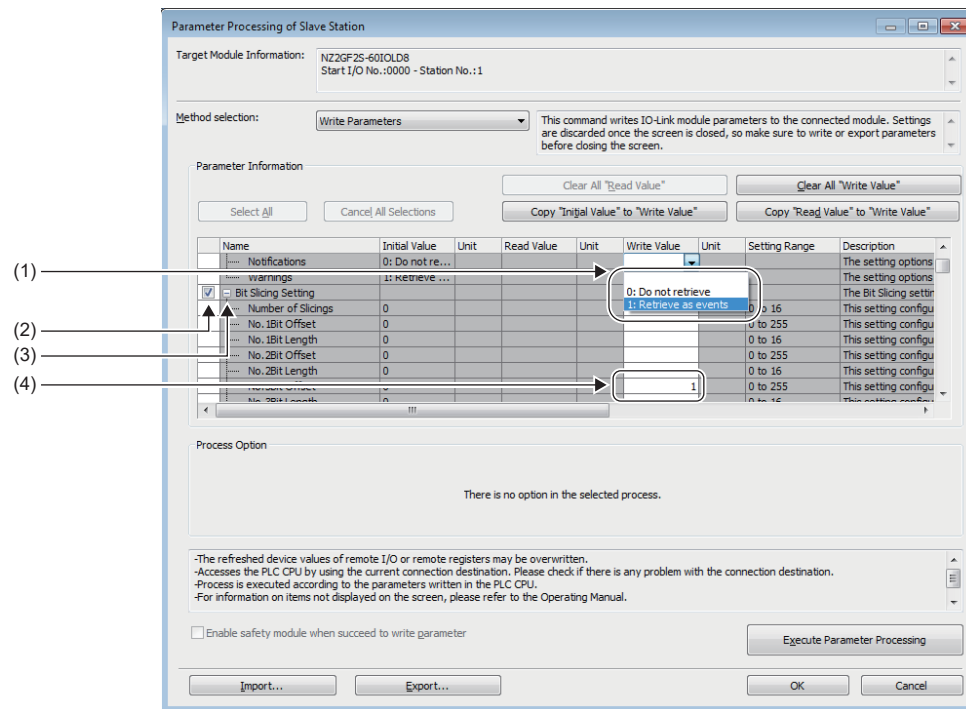 Parameter Processing of Slave Station
Target Module Information: NZ2GF2S-60IOLD8
Start I/O No.:0000 - Station No.:1
Method selection: Write Parameters
This command writes IO-Link module parameters to the connected module. Settings
are discarded once the screen is closed, so make sure to write or export parameters
before closing the screen.
Parameter Information
Clear All "Read Value" Clear All "Write Value"
Select All Cancel All Selections Copy "Initial Value" to "Write Value" Copy "Read Value" to "Write Value"
Name Initial Value Unit Read Value Unit Write Value Unit Setting Range Description
(1) Notifications 0: Do not re... The setting options
Warnings 1: Retrieve ... The setting options
Bit Slicing Setting 0: Do not retrieve The Bit Slicing settin
(2) Number of Slicings 0 1: Retrieve as events 0 to 16 This setting configu
No.1Bit Offset 0 0 to 255 This setting configu
(3) No.1Bit Length 0 0 to 16 This setting configu
No.2Bit Offset 0 0 to 255 This setting configu
No.2Bit Length 0 0 to 16 This setting configu
(4) No.3Bit Offset 0 1 0 to 255 This setting configu
No.3Bit Length 0 0 to 16 This setting configu
Process Option
There is no option in the selected process.
-The refreshed device values of remote I/O or remote registers may be overwritten.
-Accesses the PLC CPU by using the current connection destination. Please check if there is any problem with the connection destination.
-Process is executed according to the parameters written in the PLC CPU.
-For information on items not displayed on the screen, please refer to the Operating Manual.
Enable safety module when succeed to write parameter
Execute Parameter Processing
Import... Export... OK Cancel